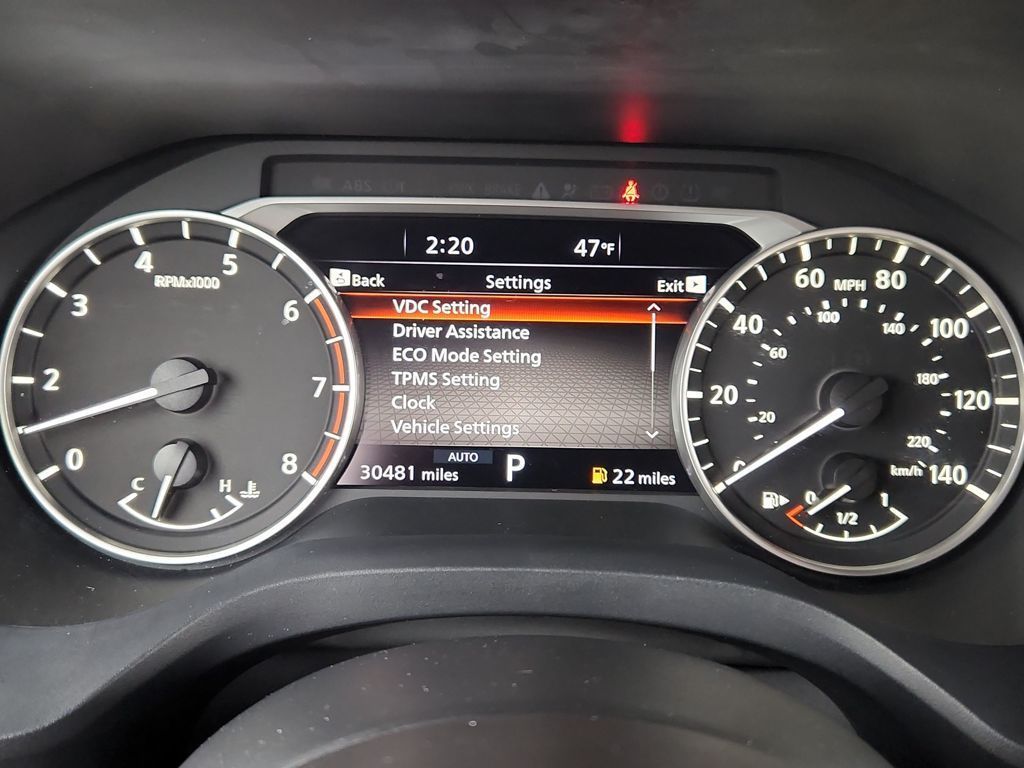 2:20 47°F
Back Settings Exit
VDC Setting
Driver Assistance
ECO Mode Setting
TPMS Setting
Clock
Vehicle Settings
AUTO
30481 miles P 22 miles
RPMx1000
0
2
3
4
5
6
7
8
C H
MPH
0
20
40
60
80
100
120
140
20
60
100
140
180
220
km/h
0 1/2 1